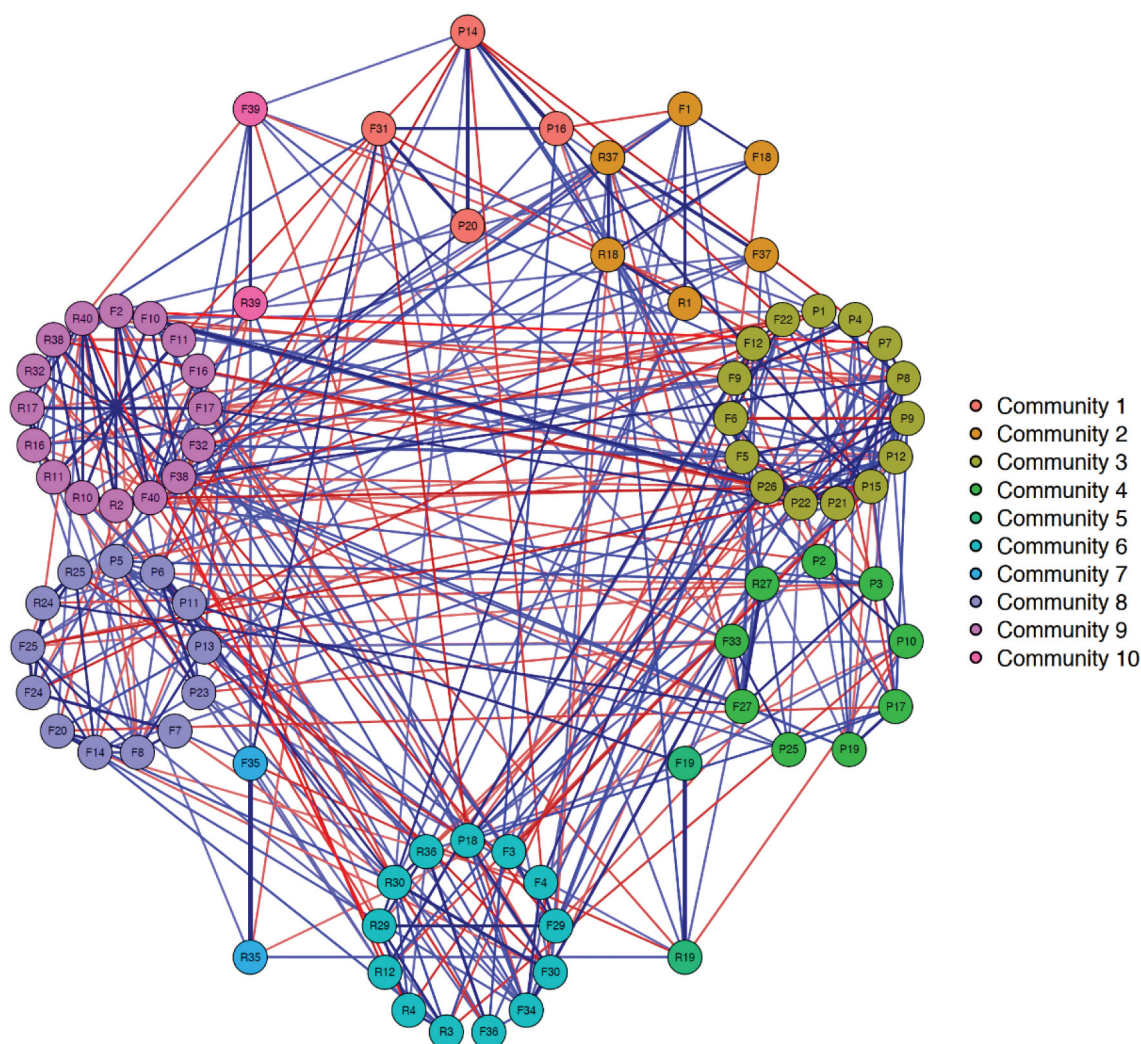 P14
F39
F1
F31
P16
R37
F18
P20
R18
F37
R39
R1
F2
R40
F10
F22
P1
P4
R38
F11
F12
P7
R32
F16
F9
P8
R17
F17
F6
P9
R16
F32
F5
P12
R11
F38
P26
P15
R10
F40
R2
P22
P21
P5
P6
P2
R25
R27
P3
R24
P11
F25
P13
F33
P10
F24
P23
F27
P17
F20
F7
F14
F8
P25
P19
F35
F19
P18
R36
F3
R30
F4
R29
F29
R35
R19
R12
F30
R4
F34
R3
F36
Community 1
Community 2
Community 3
Community 4
Community 5
Community 6
Community 7
Community 8
Community 9
Community 10